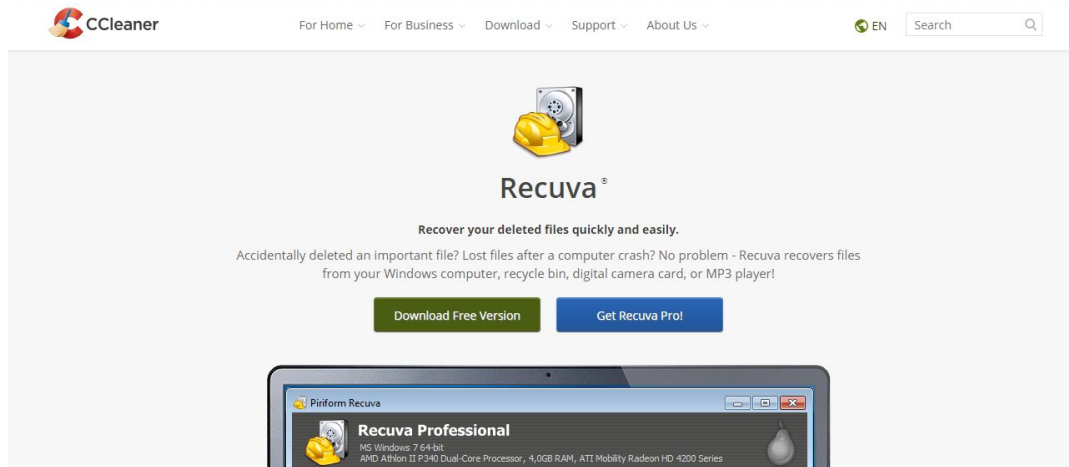 CCleaner For Home For Business Download Support About Us EN Search
Recuva®
Recover your deleted files quickly and easily.
Accidentally deleted an important file? Lost files after a computer crash? No problem - Recuva recovers files
from your Windows computer, recycle bin, digital camera card, or MP3 player!
Download Free Version Get Recuva Pro!
Piriform Recuva
Recuva Professional
MS Windows 7 64-bit
AMD Athlon II P340 Dual-Core Processor, 4,0GB RAM, ATI Mobility Radeon HD 4200 Series